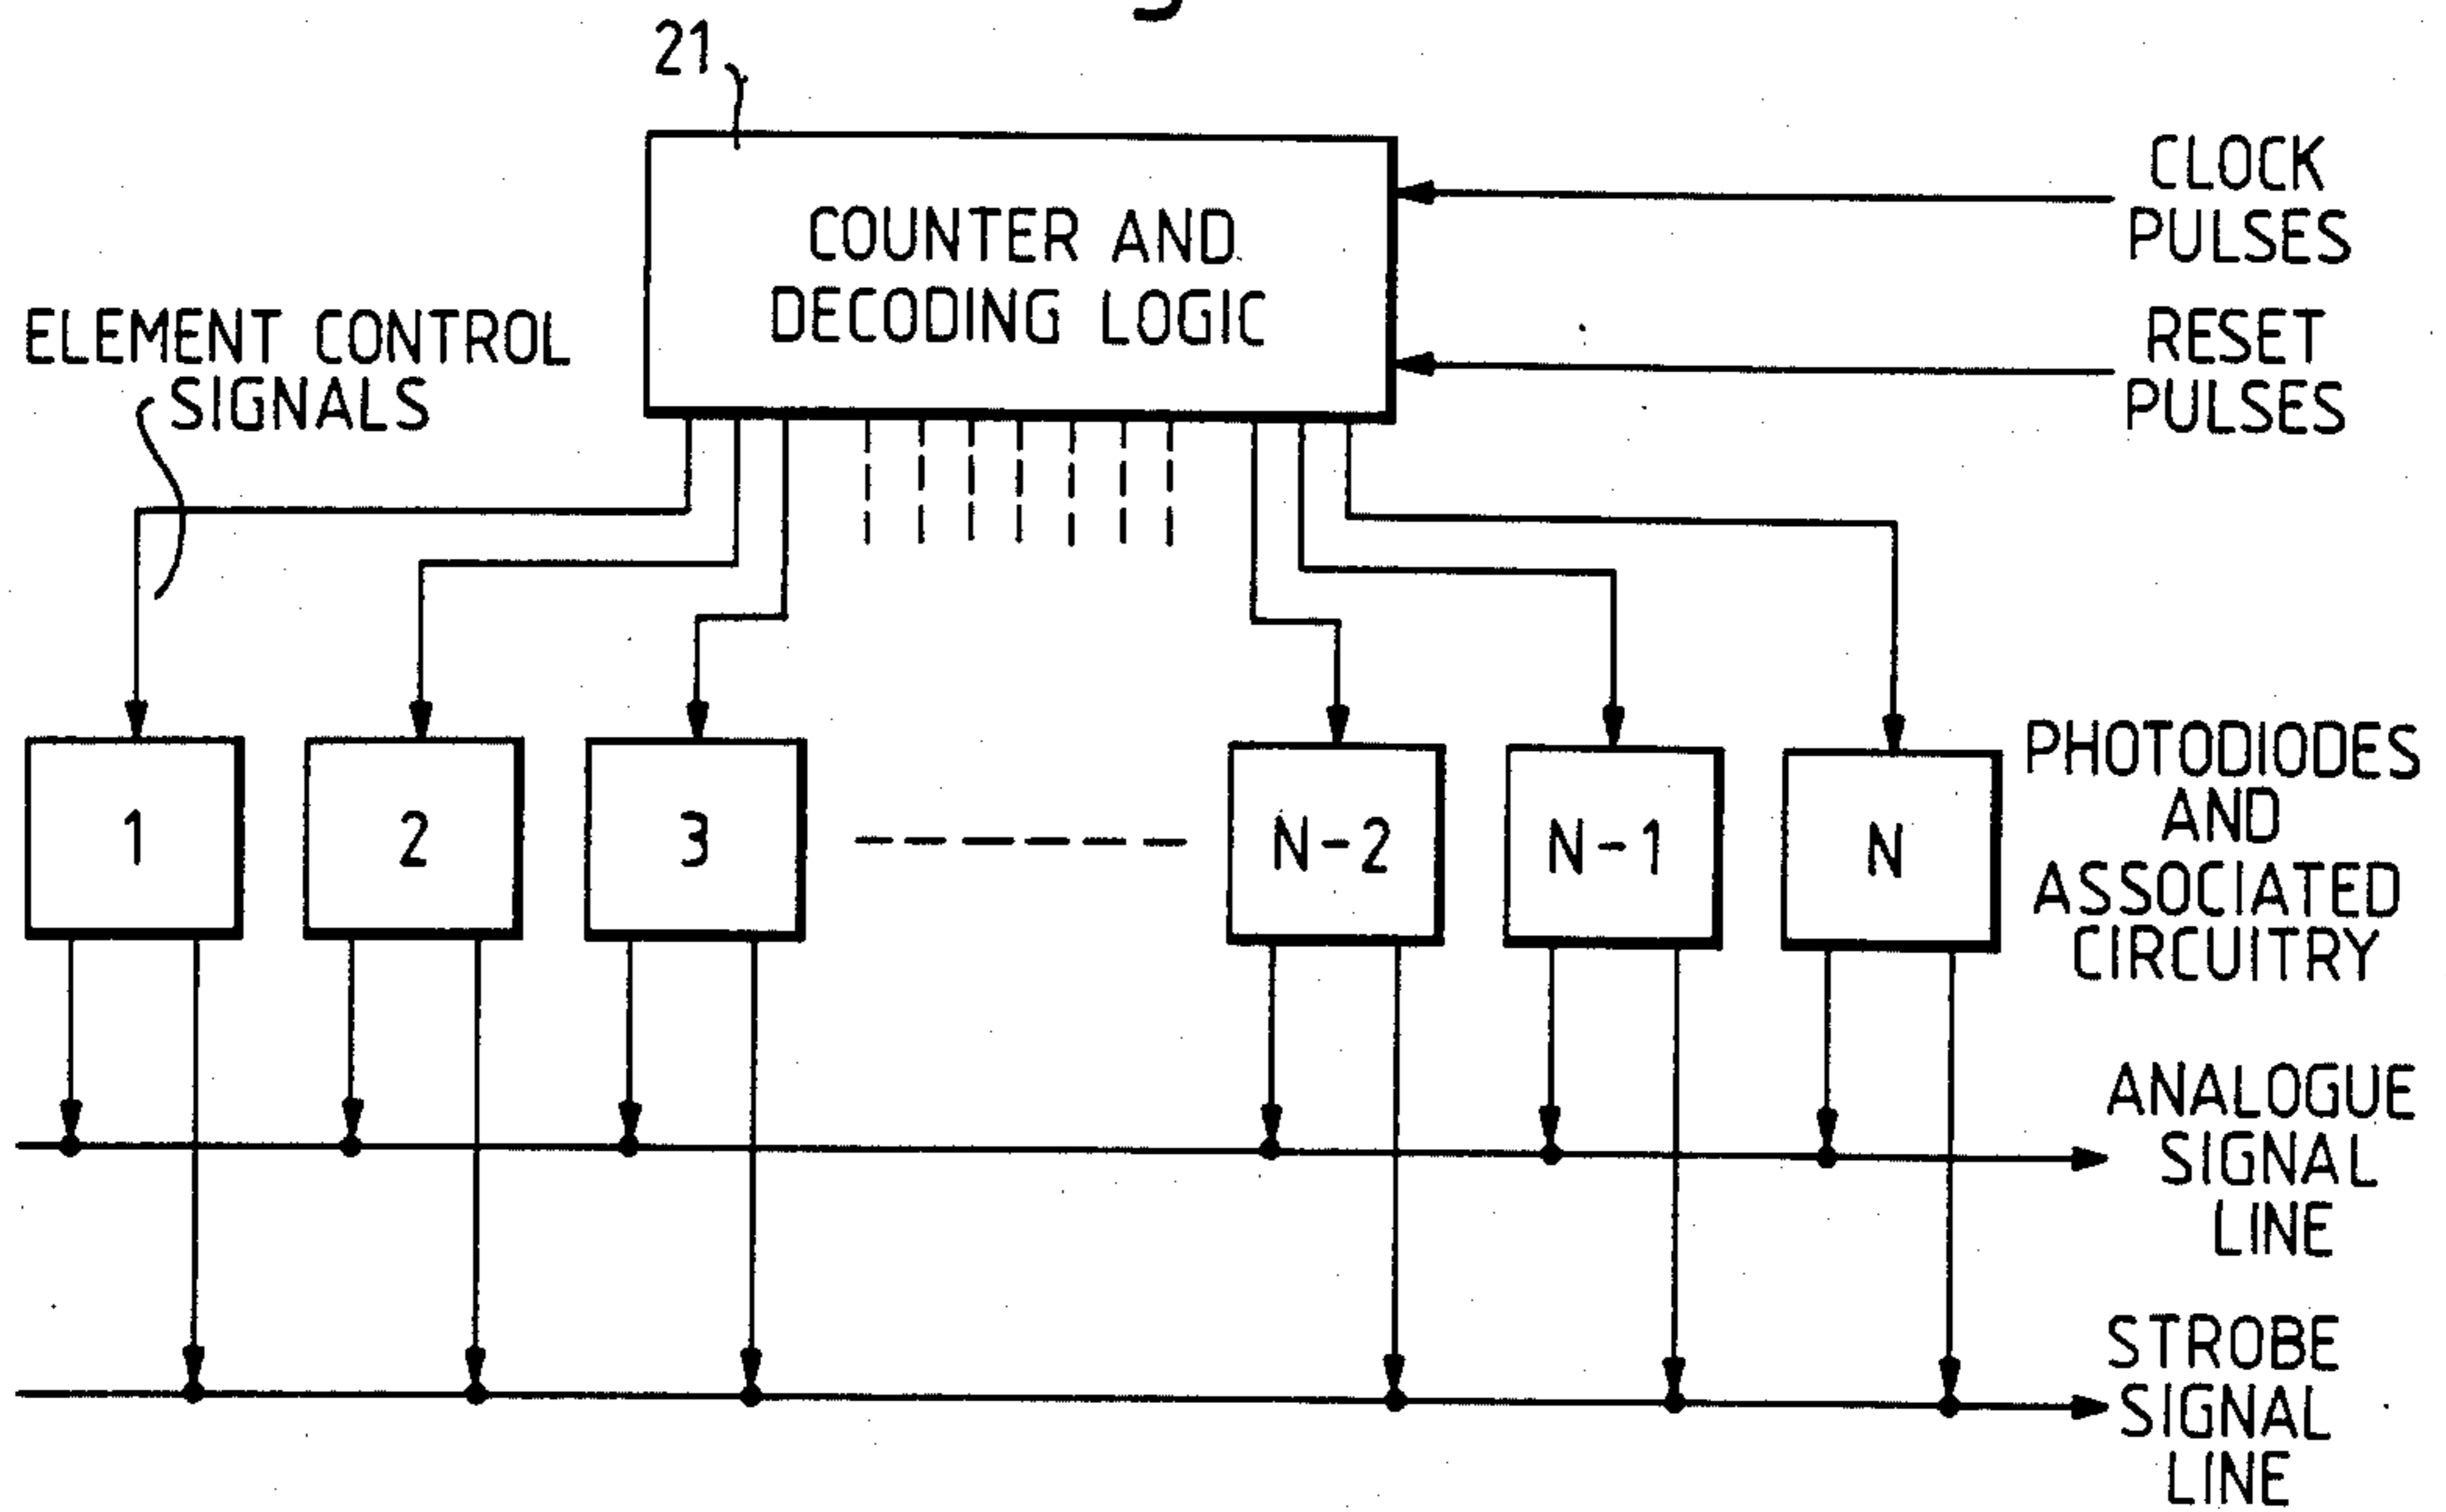 21
COUNTER AND
DECODING LOGIC
CLOCK
PULSES
RESET
PULSES
ELEMENT CONTROL
SIGNALS
1
2
3
N-2
N-1
N
PHOTODIODES
AND
ASSOCIATED
CIRCUITRY
ANALOGUE
SIGNAL
LINE
STROBE
SIGNAL
LINE